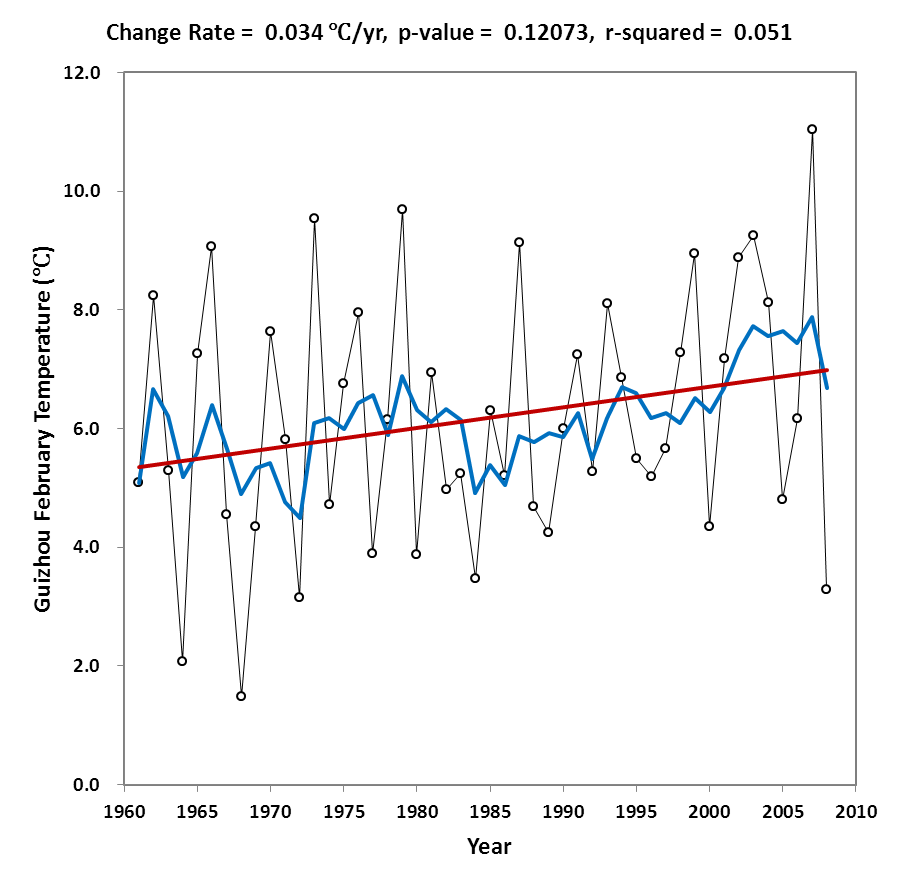 Change Rate = 0.034 ℃/yr, p-value = 0.12073, r-squared = 0.051
12.0
10.0
8.0
6.0
4.0
2.0
0.0
Guizhou February Temperature (℃)
1960 1965 1970 1975 1980 1985 1990 1995 2000 2005 2010
Year